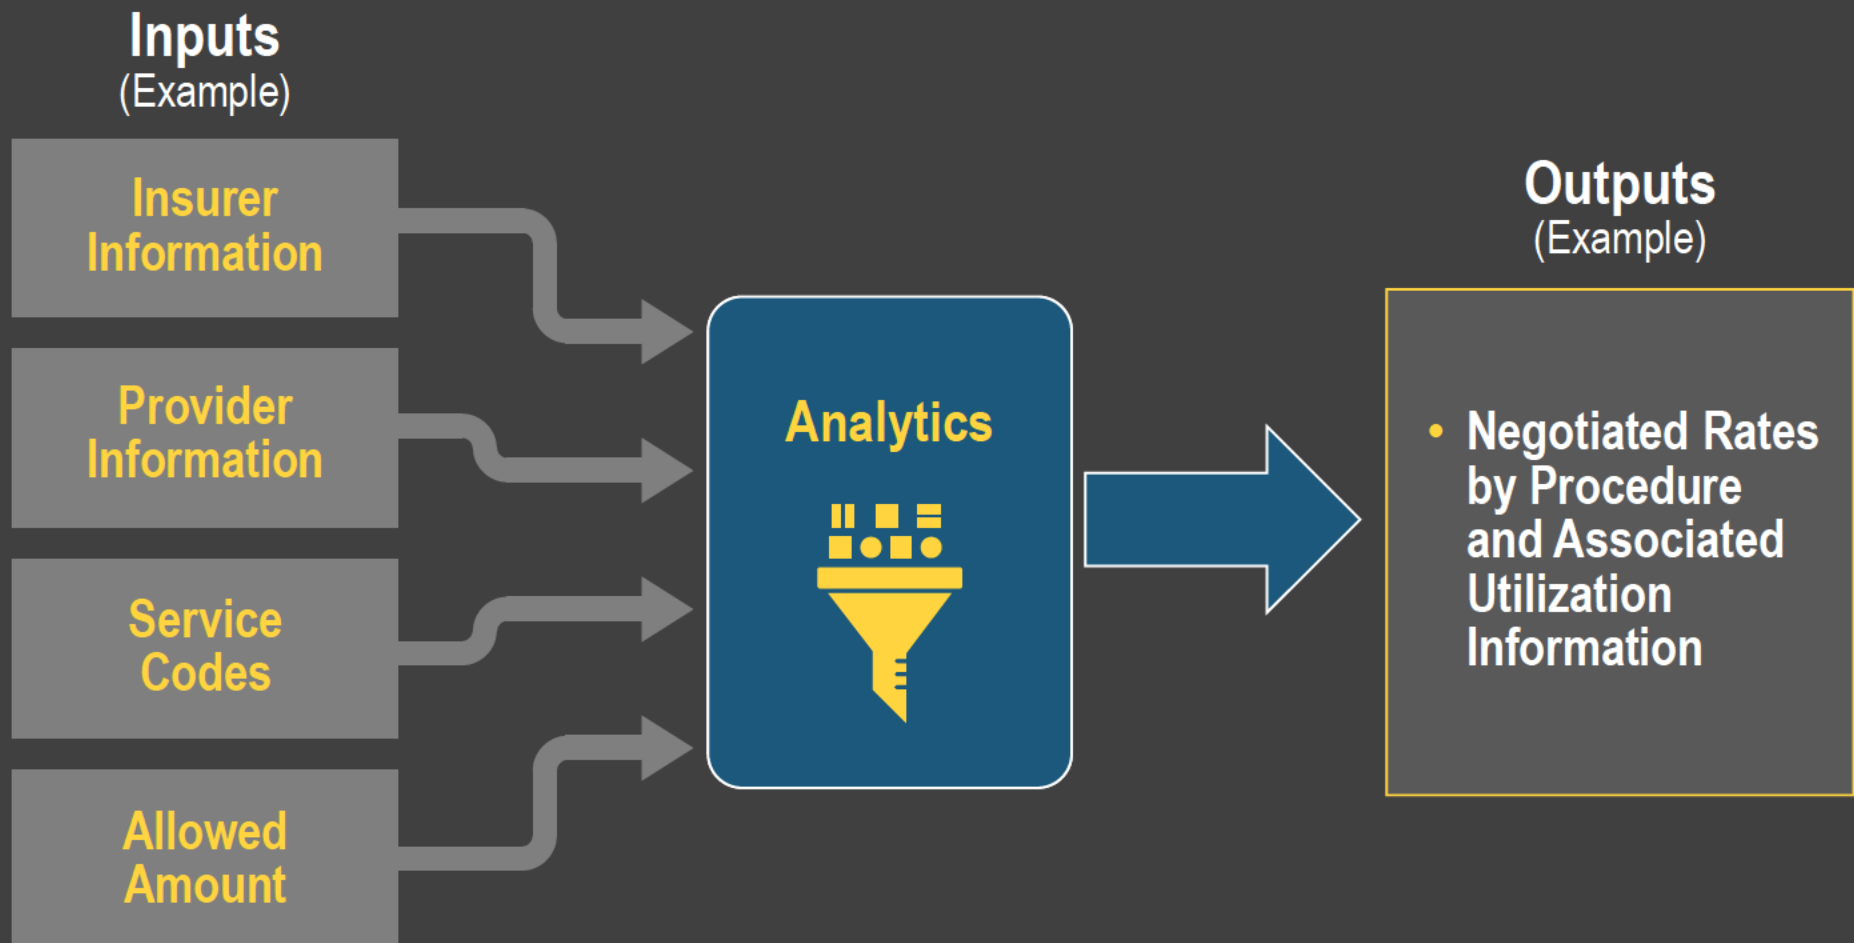 Inputs
(Example)
Insurer
Information
Provider
Information
Service
Codes
Allowed
Amount
Analytics
Outputs
(Example)
• Negotiated Rates
by Procedure
and Associated
Utilization
Information